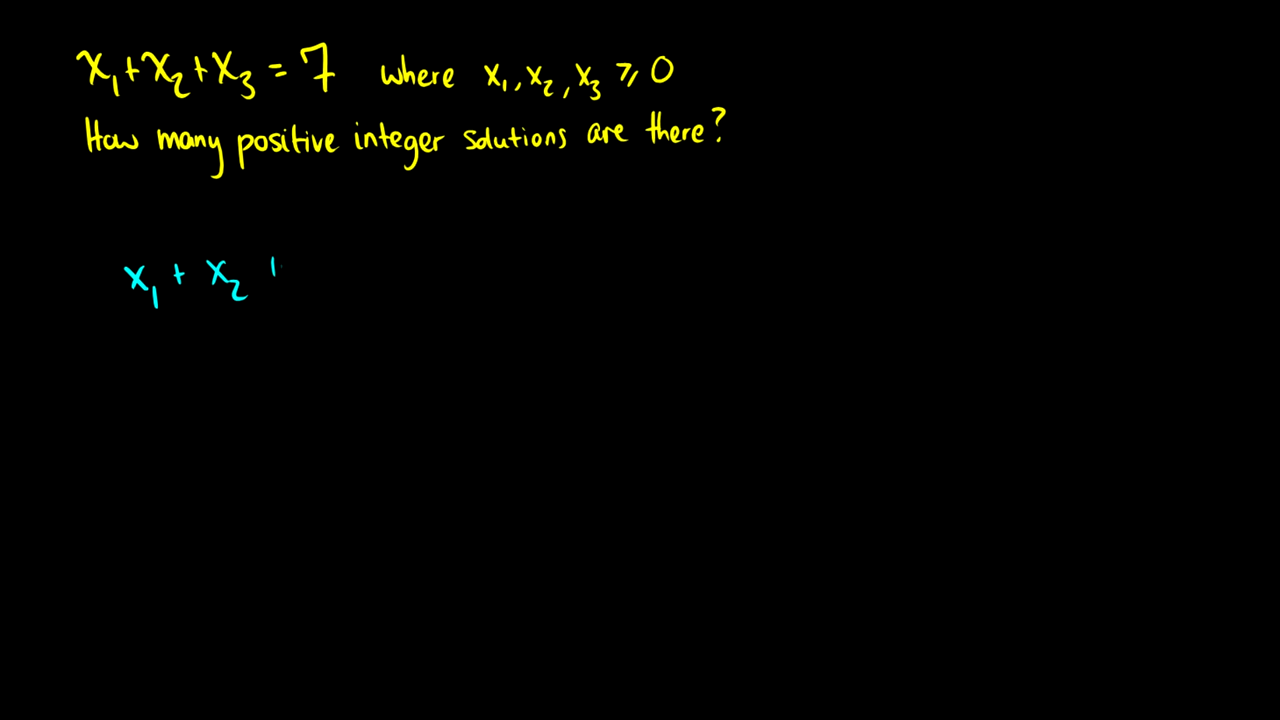 x₁+x₂+x₃ = 7 where x₁, x₂, x₃ ⩾ 0
How many positive integer solutions are there?
x₁ + x₂